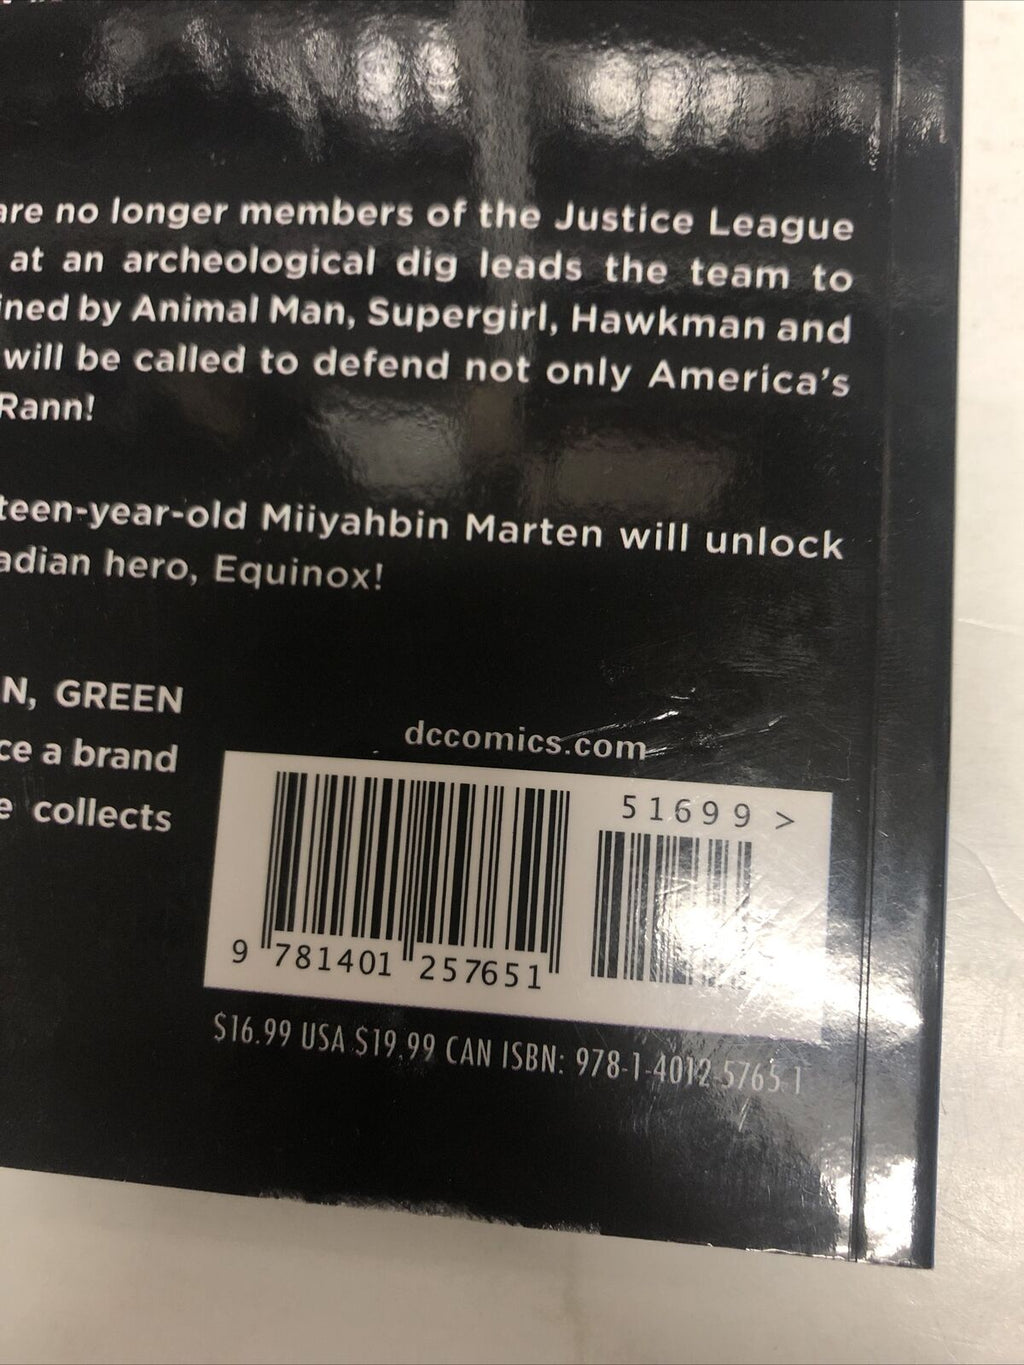 are no longer members of the Justice League
at an archeological dig leads the team to
ined by Animal Man, Supergirl, Hawkman and
will be called to defend not only America's
Rann!
teen-year-old Miiyahbin Marten will unlock
adian hero, Equinox!
N, GREEN
ce a brand
e collects
dccomics.com
51699 >
9 781401 257651
$16.99 USA $19.99 CAN ISBN: 978-1-4012-5765-1